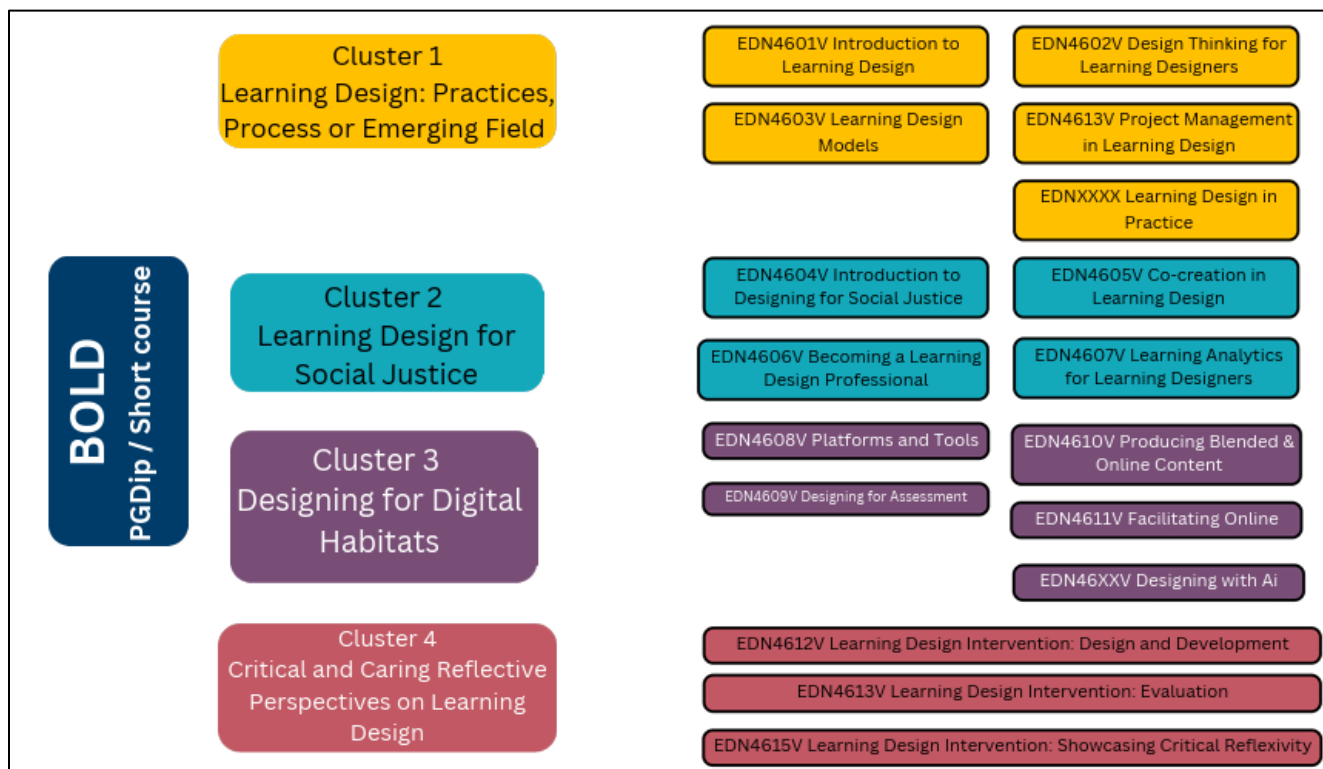 BOLD
PGDip / Short course
Cluster 1
Learning Design: Practices,
Process or Emerging Field
EDN4601V Introduction to
Learning Design
EDN4602V Design Thinking for
Learning Designers
EDN4603V Learning Design
Models
EDN4613V Project Management
in Learning Design
EDNXXXX Learning Design in
Practice
Cluster 2
Learning Design for
Social Justice
EDN4604V Introduction to
Designing for Social Justice
EDN4605V Co-creation in
Learning Design
EDN4606V Becoming a Learning
Design Professional
EDN4607V Learning Analytics
for Learning Designers
Cluster 3
Designing for Digital
Habitats
EDN4608V Platforms and Tools
EDN4610V Producing Blended &
Online Content
EDN4609V Designing for Assessment
EDN4611V Facilitating Online
EDN46XXV Designing with Ai
Cluster 4
Critical and Caring Reflective
Perspectives on Learning
Design
EDN4612V Learning Design Intervention: Design and Development
EDN4613V Learning Design Intervention: Evaluation
EDN4615V Learning Design Intervention: Showcasing Critical Reflexivity